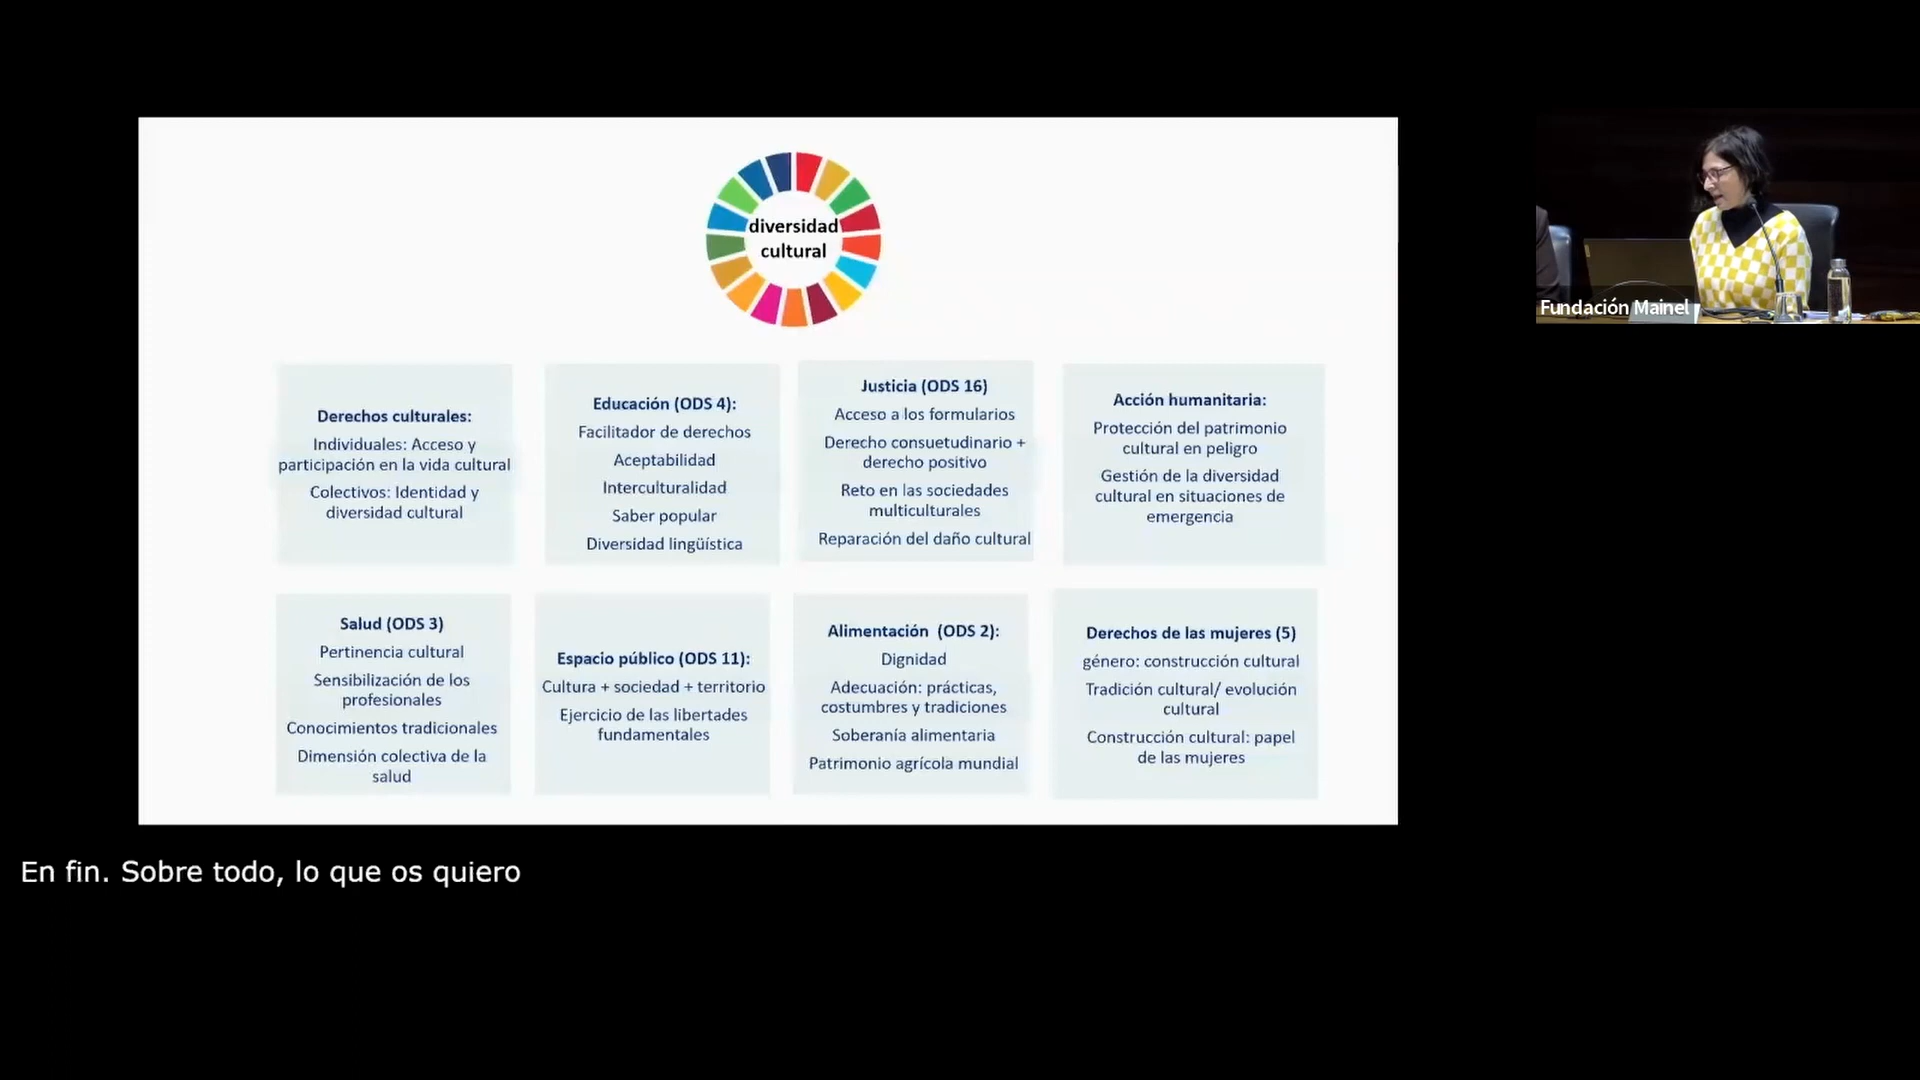 diversidad
cultural
Derechos culturales:
Individuales: Acceso y
participación en la vida cultural
Colectivos: Identidad y
diversidad cultural
Educación (ODS 4):
Facilitador de derechos
Aceptabilidad
Interculturalidad
Saber popular
Diversidad lingüística
Justicia (ODS 16)
Acceso a los formularios
Derecho consuetudinario +
derecho positivo
Reto en las sociedades
multiculturales
Reparación del daño cultural
Acción humanitaria:
Protección del patrimonio
cultural en peligro
Gestión de la diversidad
cultural en situaciones de
emergencia
Salud (ODS 3)
Pertinencia cultural
Sensibilización de los
profesionales
Conocimientos tradicionales
Dimensión colectiva de la
salud
Espacio público (ODS 11):
Cultura + sociedad + territorio
Ejercicio de las libertades
fundamentales
Alimentación (ODS 2):
Dignidad
Adecuación: prácticas,
costumbres y tradiciones
Soberanía alimentaria
Patrimonio agrícola mundial
Derechos de las mujeres (5)
género: construcción cultural
Tradición cultural/ evolución
cultural
Construcción cultural: papel
de las mujeres
Fundación Mainel
En fin. Sobre todo, lo que os quiero